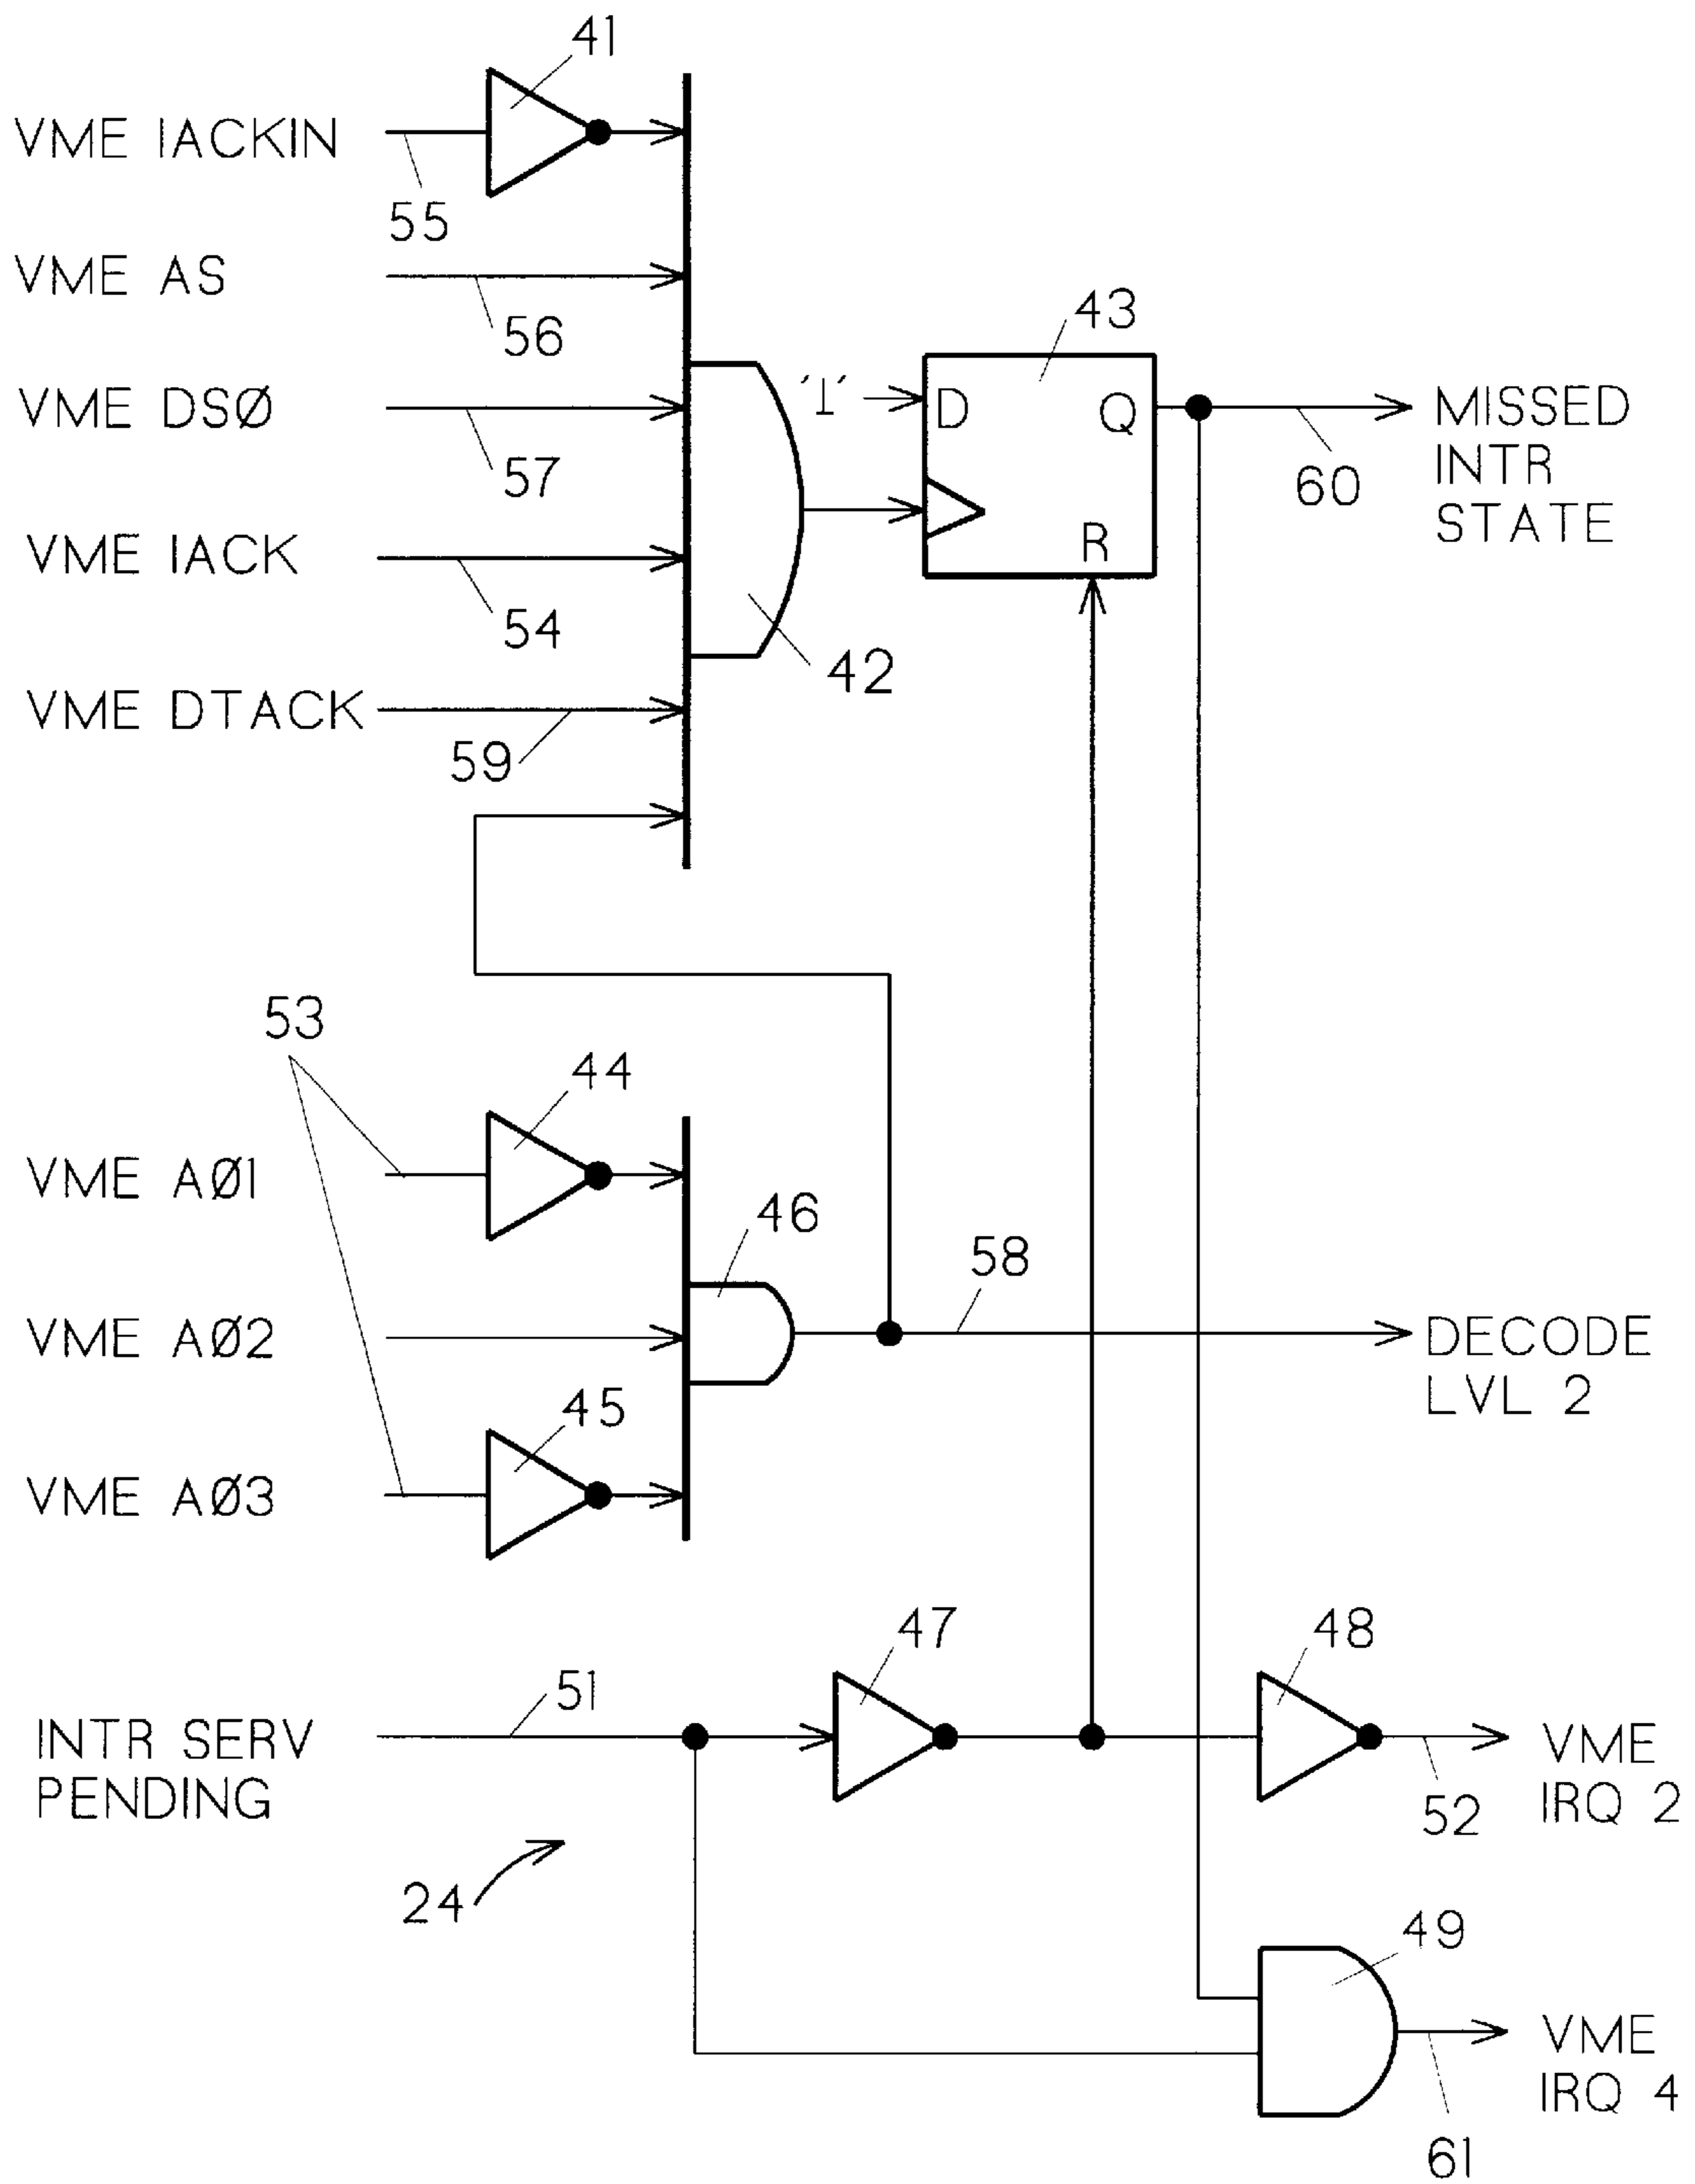 41
VME IACKIN
55
VME AS
56
43
VME DSØ
'1'
D
Q
MISSED
INTR
STATE
57
60
VME IACK
R
54
42
VME DTACK
59
53
44
VME AØ1
46
58
VME AØ2
DECODE
LVL 2
45
VME AØ3
47
48
51
INTR SERV
PENDING
VME
IRQ 2
52
24
49
VME
IRQ 4
61